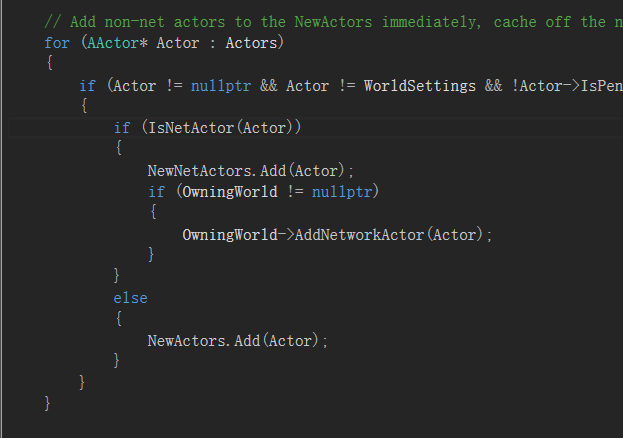 // Add non-net actors to the NewActors immediately, cache off the
for (AActor* Actor : Actors)
{
if (Actor != nullptr && Actor != WorldSettings && !Actor->IsPen
{
if (IsNetActor(Actor))
{
NewNetActors.Add(Actor);
if (OwningWorld != nullptr)
{
OwningWorld->AddNetworkActor(Actor);
}
}
else
{
NewActors.Add(Actor);
}
}
}